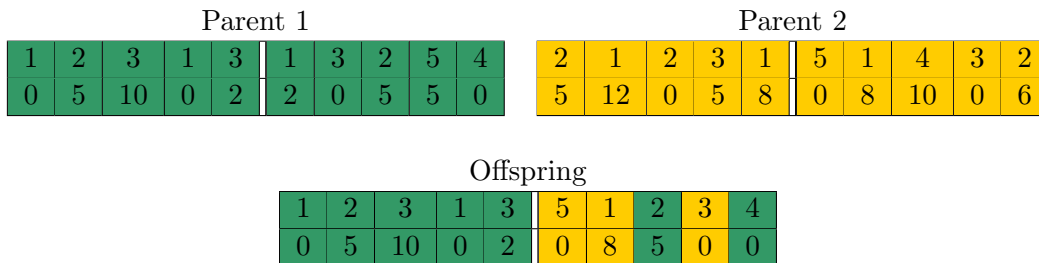 Parent 1 Parent 2
1 2 3 1 3 1 3 2 5 4 2 1 2 3 1 5 1 4 3 2
0 5 10 0 2 2 0 5 5 0 5 12 0 5 8 0 8 10 0 6
Offspring
1 2 3 1 3 5 1 2 3 4
0 5 10 0 2 0 8 5 0 0